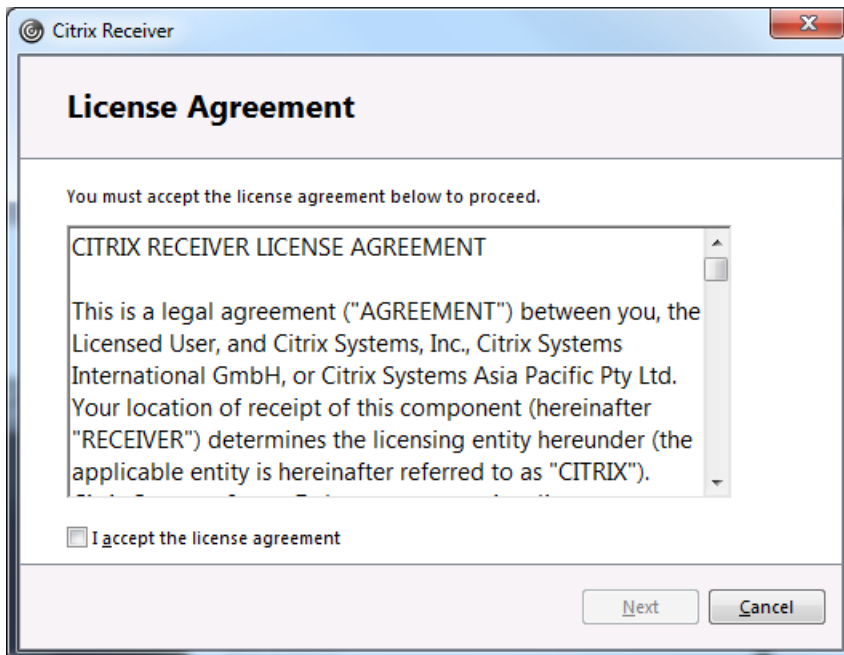 Citrix Receiver
License Agreement
You must accept the license agreement below to proceed.
CITRIX RECEIVER LICENSE AGREEMENT
This is a legal agreement ("AGREEMENT") between you, the
Licensed User, and Citrix Systems, Inc., Citrix Systems
International GmbH, or Citrix Systems Asia Pacific Pty Ltd.
Your location of receipt of this component (hereinafter
"RECEIVER") determines the licensing entity hereunder (the
applicable entity is hereinafter referred to as "CITRIX").
I accept the license agreement
Next
Cancel